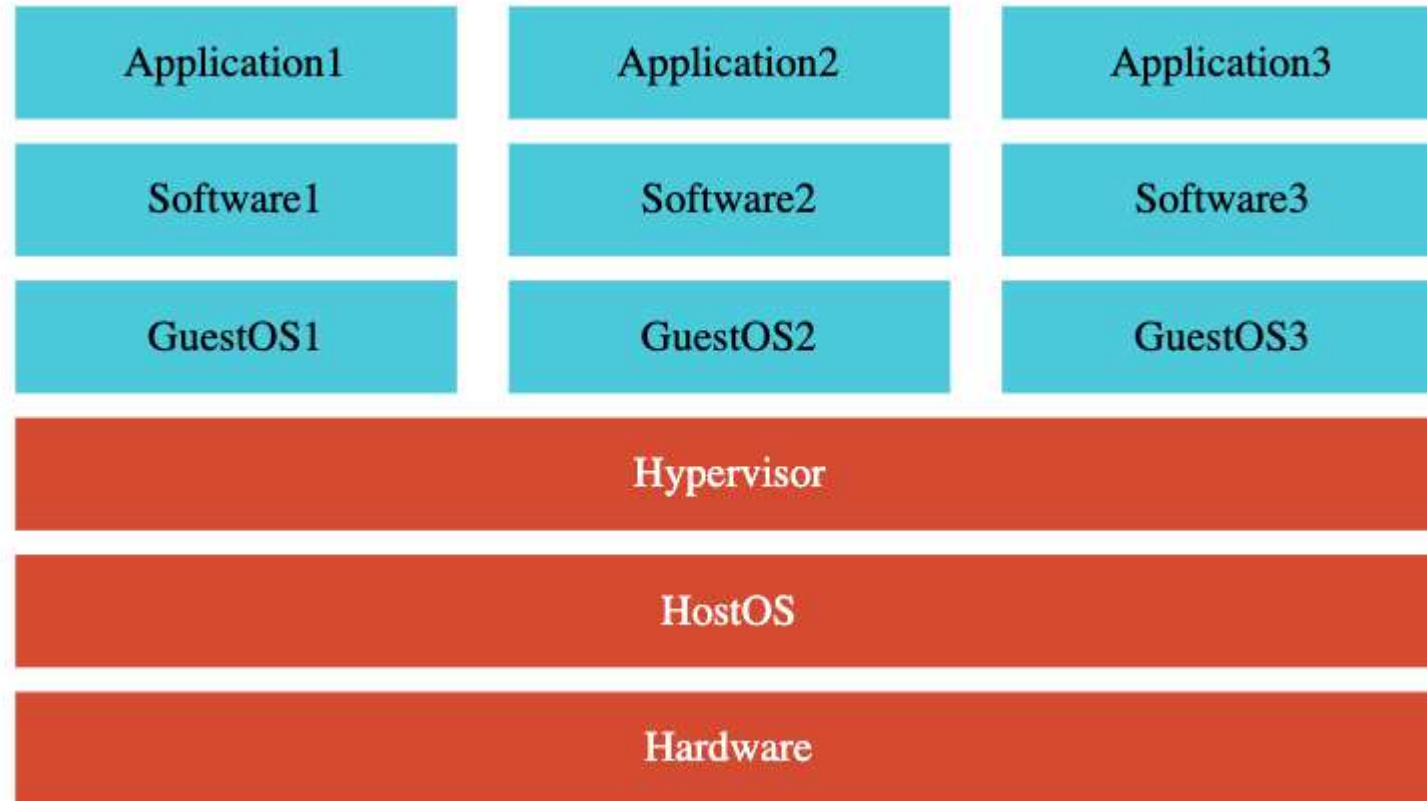 Application1
Application2
Application3
Software1
Software2
Software3
GuestOS1
GuestOS2
GuestOS3
Hypervisor
HostOS
Hardware